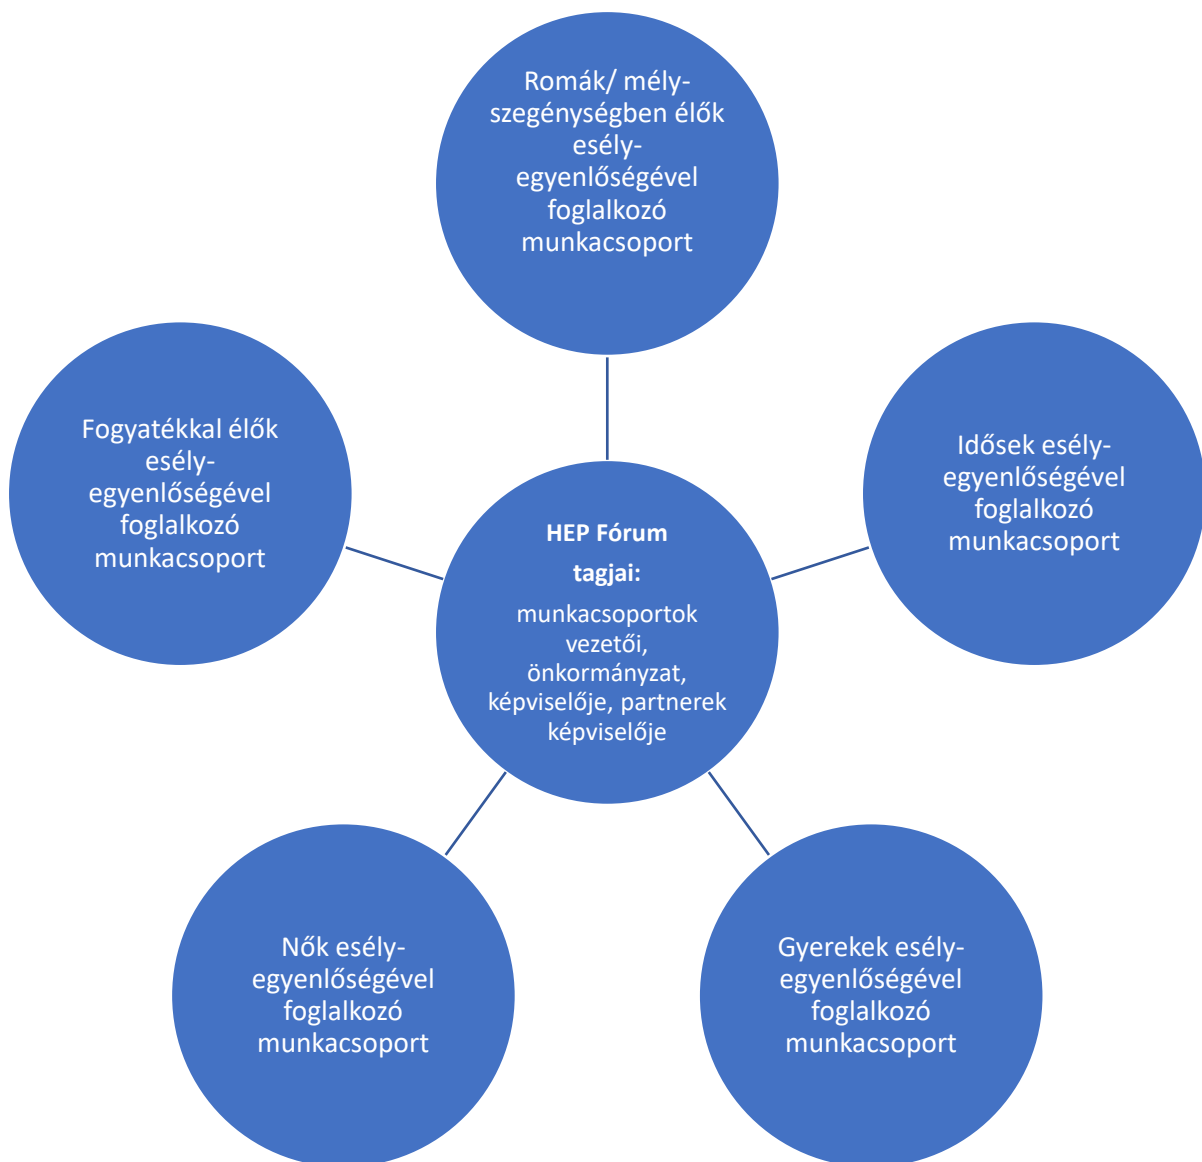 Romák/ mély-
szegénységben élők
esély-
egyenlőségével
foglalkozó
munkacsoport
Idősek esély-
egyenlőségével
foglalkozó
munkacsoport
Gyerekek esély-
egyenlőségével
foglalkozó
munkacsoport
Nők esély-
egyenlőségével
foglalkozó
munkacsoport
Fogyatékkal élők
esély-
egyenlőségével
foglalkozó
munkacsoport
HEP Fórum
tagjai:
munkacsoportok
vezetői,
önkormányzat,
képviselője, partnerek
képviselője